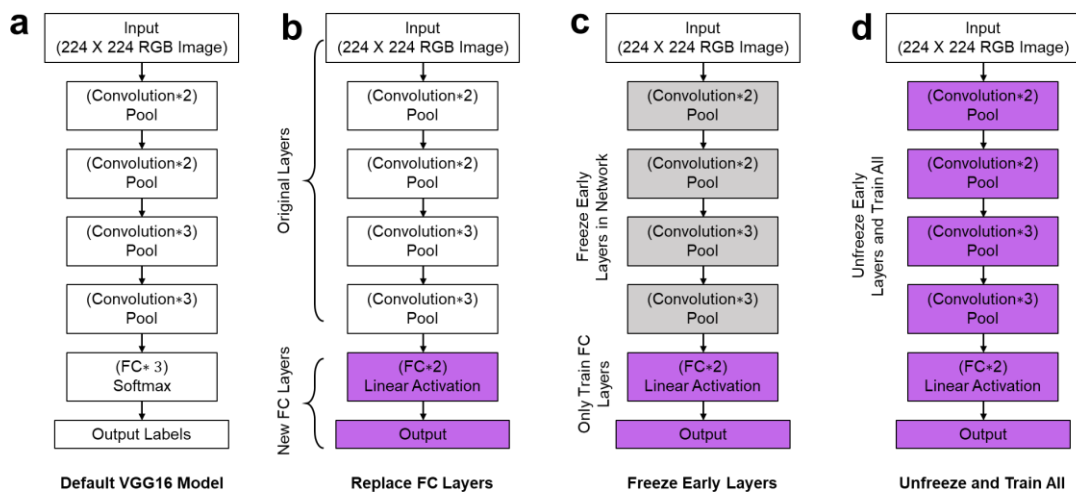 a
Input
(224 X 224 RGB Image)
(Convolution*2)
Pool
(Convolution*2)
Pool
(Convolution*3)
Pool
(Convolution*3)
Pool
(FC* 3)
Softmax
Output Labels
Default VGG16 Model
b
Input
(224 X 224 RGB Image)
Original Layers
(Convolution*2)
Pool
(Convolution*2)
Pool
(Convolution*3)
Pool
(Convolution*3)
Pool
New FC Layers
(FC*2)
Linear Activation
Output
Replace FC Layers
c
Input
(224 X 224 RGB Image)
Freeze Early
Layers in Network
(Convolution*2)
Pool
(Convolution*2)
Pool
(Convolution*3)
Pool
(Convolution*3)
Pool
Only Train FC
Layers
(FC*2)
Linear Activation
Output
Freeze Early Layers
d
Input
(224 X 224 RGB Image)
Unfreeze Early
Layers and Train All
(Convolution*2)
Pool
(Convolution*2)
Pool
(Convolution*3)
Pool
(Convolution*3)
Pool
(FC*2)
Linear Activation
Output
Unfreeze and Train All